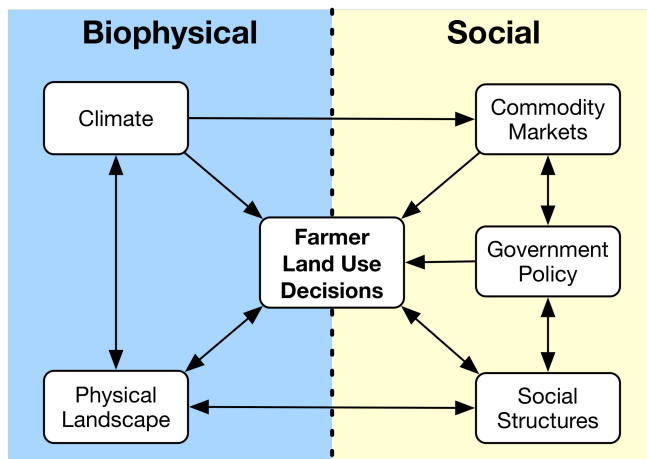 Biophysical
Social
Climate
Commodity
Markets
Farmer
Land Use
Decisions
Government
Policy
Physical
Landscape
Social
Structures